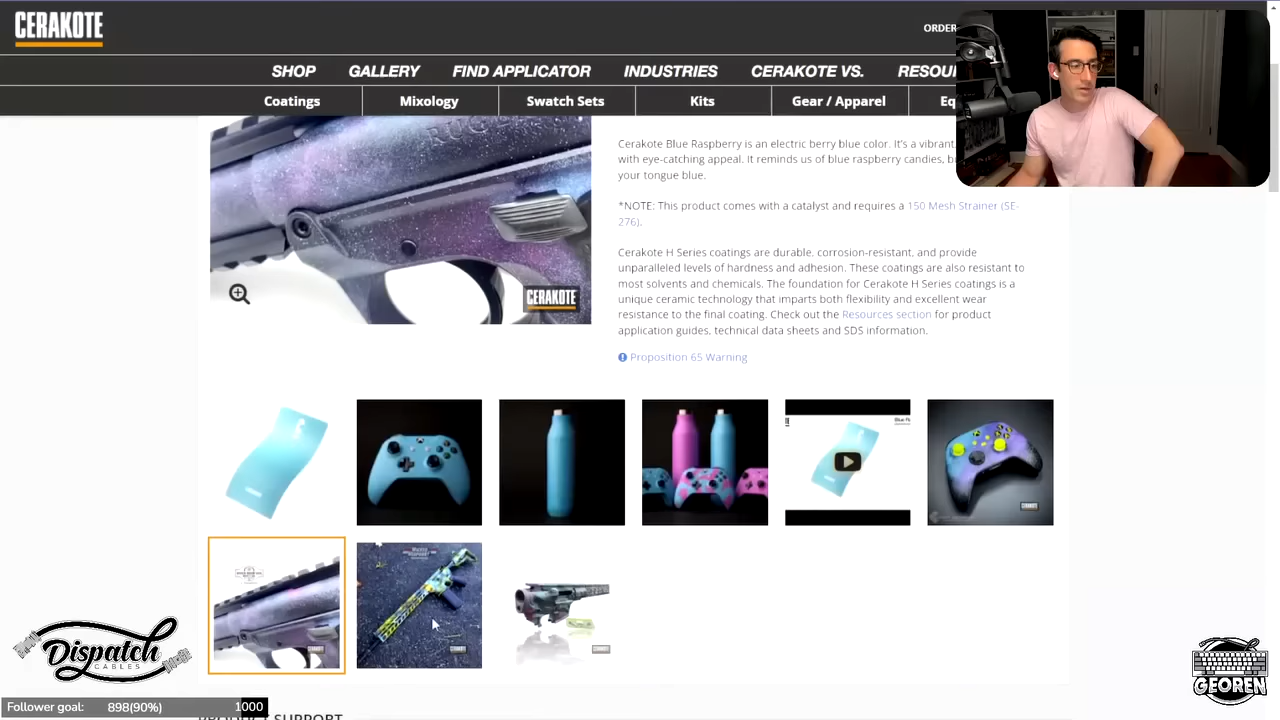 CERAKOTE
ORDER
SHOP
GALLERY
FIND APPLICATOR
INDUSTRIES
CERAKOTE VS.
Coatings
Mixology
Swatch Sets
Kits
Gear / Apparel
Cerakote Blue Raspberry is an electric berry blue color. It's a vibrant,
with eye-catching appeal. It reminds us of blue raspberry candies,
your tongue blue.
*NOTE: This product comes with a catalyst and requires a 150 Mesh Strainer (SE-
276).
Cerakote H Series coatings are durable, corrosion-resistant, and provide
unparalleled levels of hardness and adhesion. These coatings are also resistant to
most solvents and chemicals. The foundation for Cerakote H Series coatings is a
unique ceramic technology that imparts both flexibility and excellent wear
resistance to the final coating. Check out the Resources section for product
application guides, technical data sheets and SDS information.
Proposition 65 Warning
CERAKOTE
Dispatch
CABLES
GEOREN
Follower goal: 898(90%) 1000
PRODUCT SUPPORT